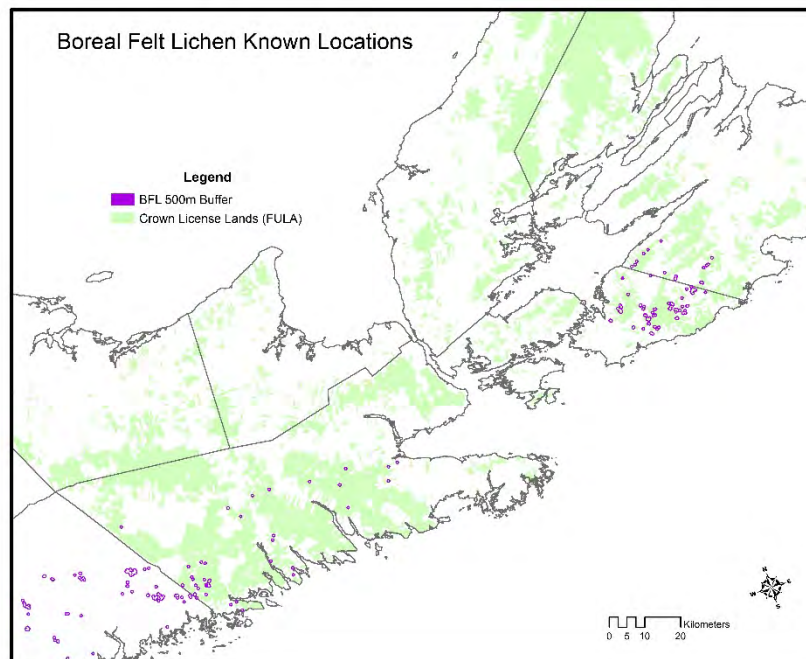 Boreal Felt Lichen Known Locations
Legend
BFL 500m Buffer
Crown License Lands (FULA)
N
W E
S
Kilometers
0 5 10 20